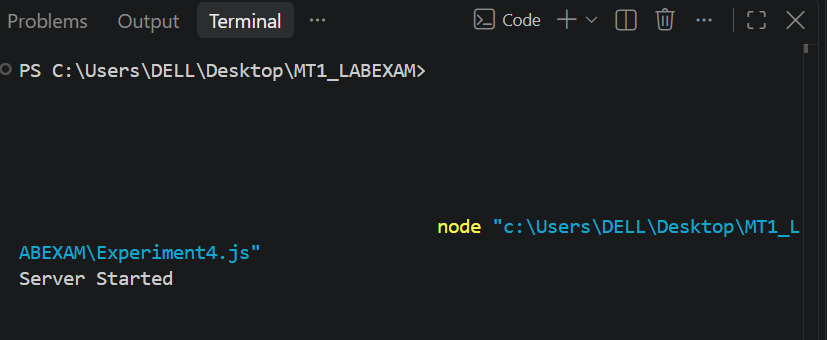 Problems Output Terminal ··· Code ···
PS C:\Users\DELL\Desktop\MT1_LABEXAM>
node "c:\Users\DELL\Desktop\MT1_L
ABEXAM\Experiment4.js"
Server Started